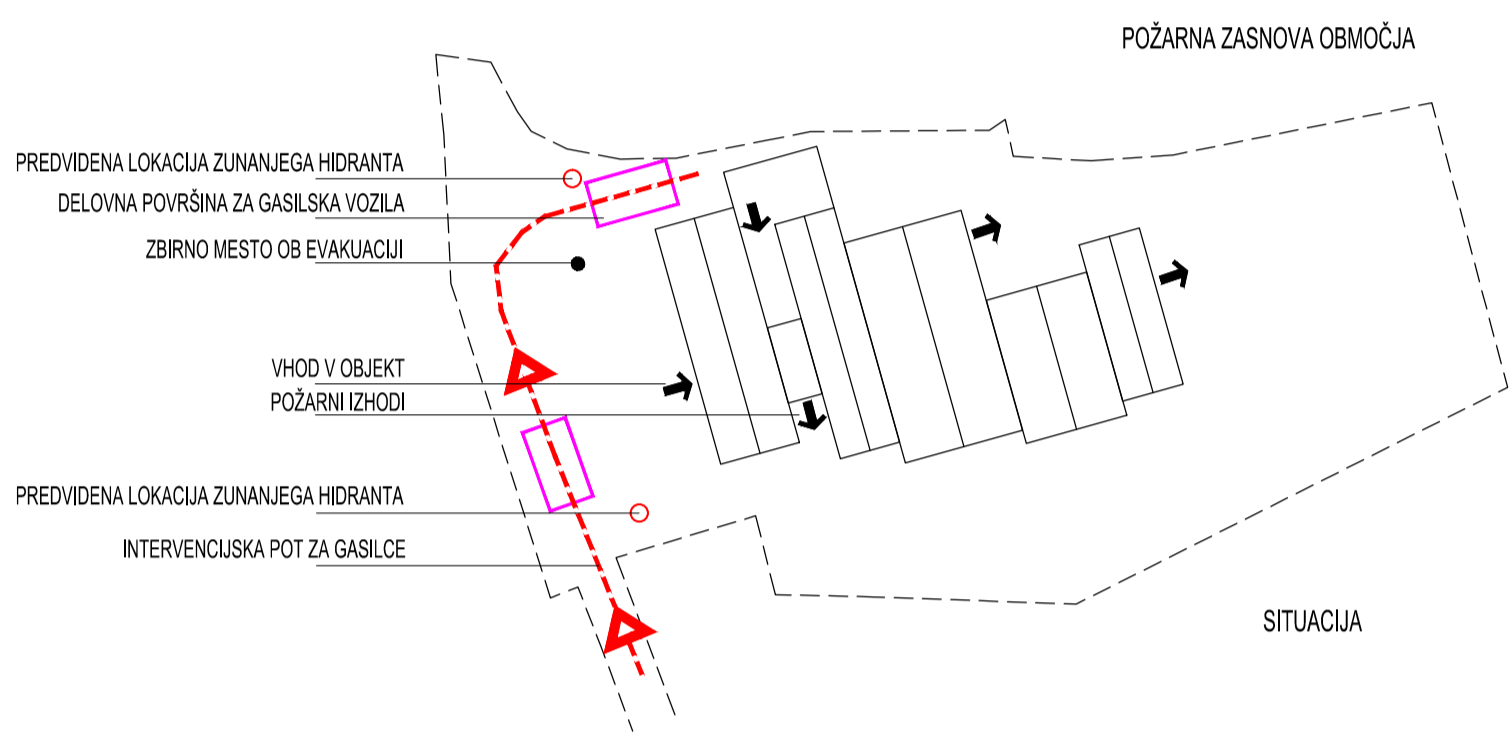 POŽARNA ZASNOVA OBMOČJA
PREDVIDENA LOKACIJA ZUNANJEGA HIDRANTA
DELOVNA POVRŠINA ZA GASILSKA VOZILA
ZBIRNO MESTO OB EVAKUACIJI
VHOD V OBJEKT
POŽARNI IZHODI
PREDVIDENA LOKACIJA ZUNANJEGA HIDRANTA
INTERVENCIJSKA POT ZA GASILCE
SITUACIJA